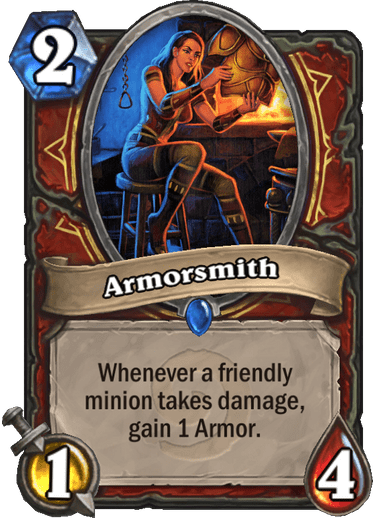 2
Armorsmith
Whenever a friendly
minion takes damage,
gain 1 Armor.
1
4